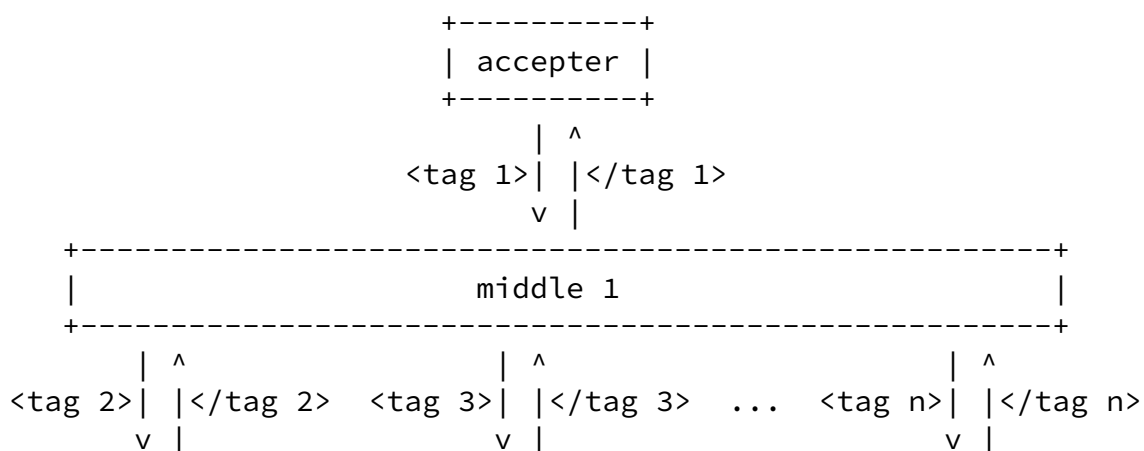 +----------+
| accepter |
+----------+
| ^
<tag 1>| |</tag 1>
v |
+------------------------------------------------------+
| middle 1 |
+------------------------------------------------------+
| ^ | ^ | ^
<tag 2>| |</tag 2> <tag 3>| |</tag 3> ... <tag n>| |</tag n>
v | v | v |